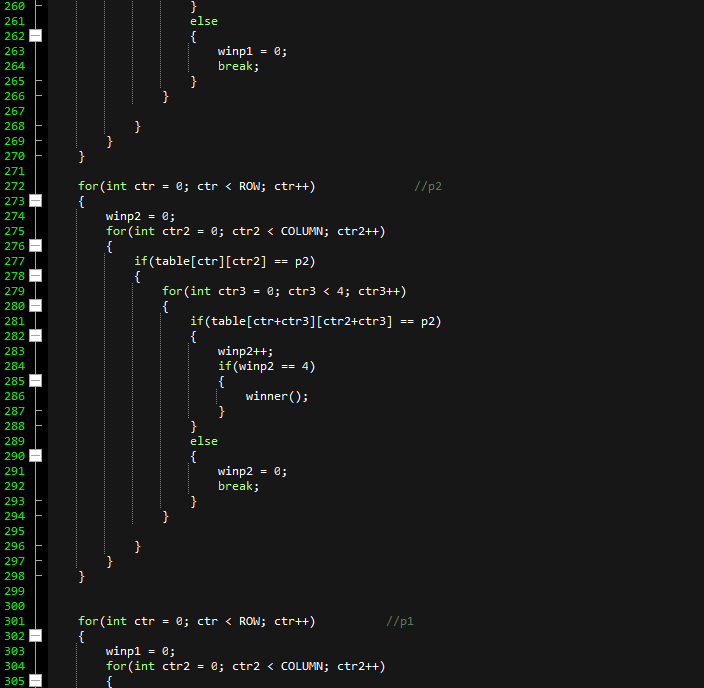 260 }
261 else
262 {
263 winp1 = 0;
264 break;
265 }
266 }
267
268 }
269 }
270 }
271
272 for(int ctr = 0; ctr < ROW; ctr++) //p2
273 {
274 winp2 = 0;
275 for(int ctr2 = 0; ctr2 < COLUMN; ctr2++)
276 {
277 if(table[ctr][ctr2] == p2)
278 {
279 for(int ctr3 = 0; ctr3 < 4; ctr3++)
280 {
281 if(table[ctr+ctr3][ctr2+ctr3] == p2)
282 {
283 winp2++;
284 if(winp2 == 4)
285 {
286 winner();
287 }
288 }
289 else
290 {
291 winp2 = 0;
292 break;
293 }
294 }
295
296 }
297 }
298 }
299
300
301 for(int ctr = 0; ctr < ROW; ctr++) //p1
302 {
303 winp1 = 0;
304 for(int ctr2 = 0; ctr2 < COLUMN; ctr2++)
305 {